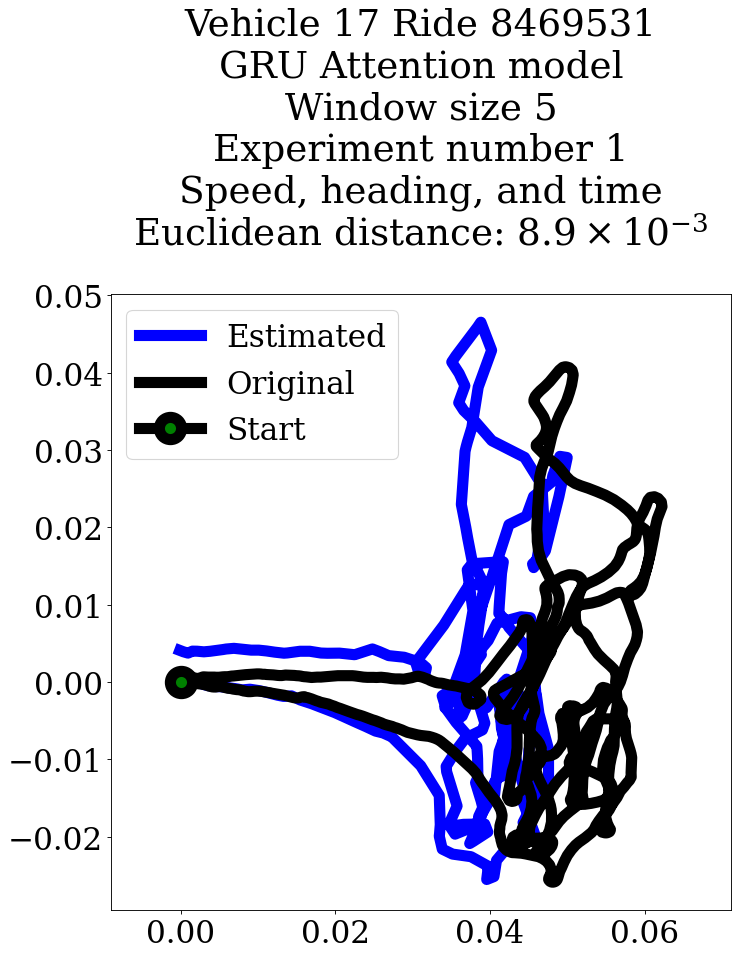 Vehicle 17 Ride 8469531
GRU Attention model
Window size 5
Experiment number 1
Speed, heading, and time
Euclidean distance: 8.9 × 10⁻³
0.05
0.04
0.03
0.02
0.01
0.00
−0.01
−0.02
Estimated
Original
Start
0.00 0.02 0.04 0.06